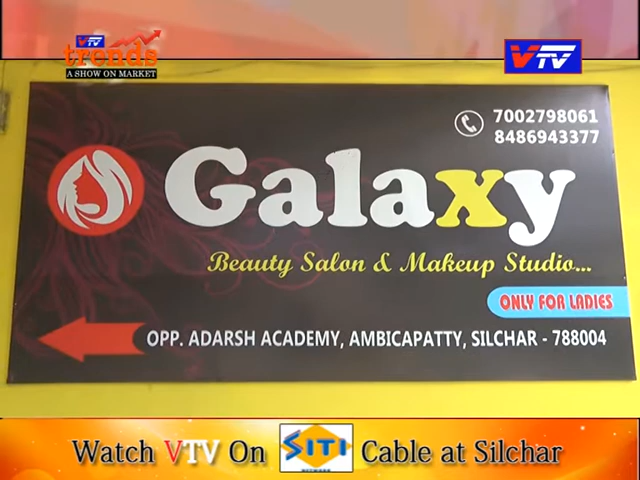 VTV
trends
A SHOW ON MARKET
VTV
7002798061
8486943377
Galaxy
Beauty Salon & Makeup Studio...
ONLY FOR LADIES
OPP. ADARSH ACADEMY, AMBICAPATTY, SILCHAR - 788004
Watch VTV On SITI NETWORK Cable at Silchar